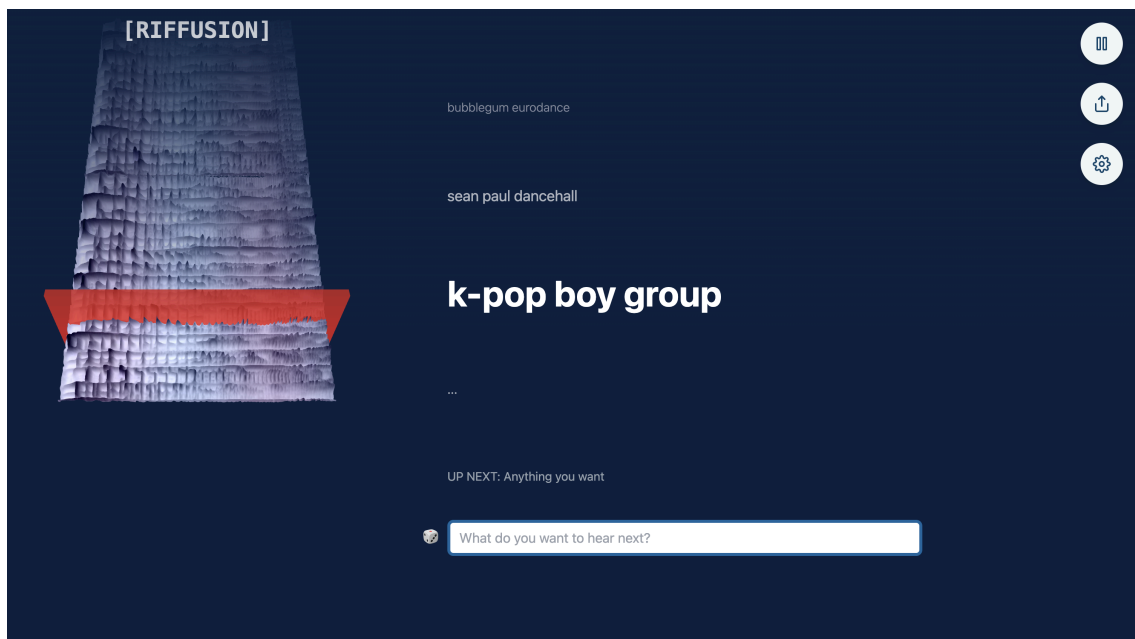 [RIFFUSION]
bubblegum eurodance
sean paul dancehall
k-pop boy group
...
UP NEXT: Anything you want
What do you want to hear next?